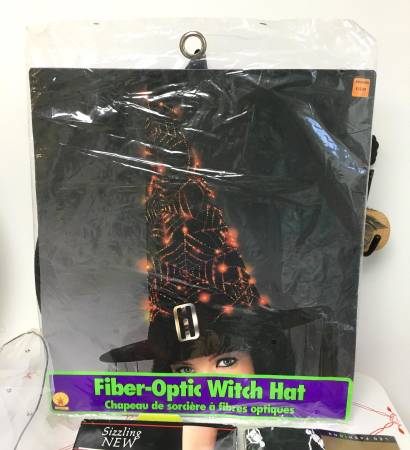 Fiber-Optic Witch Hat
Chapeau de sorcière à fibres optiques
Sizzling
NEW